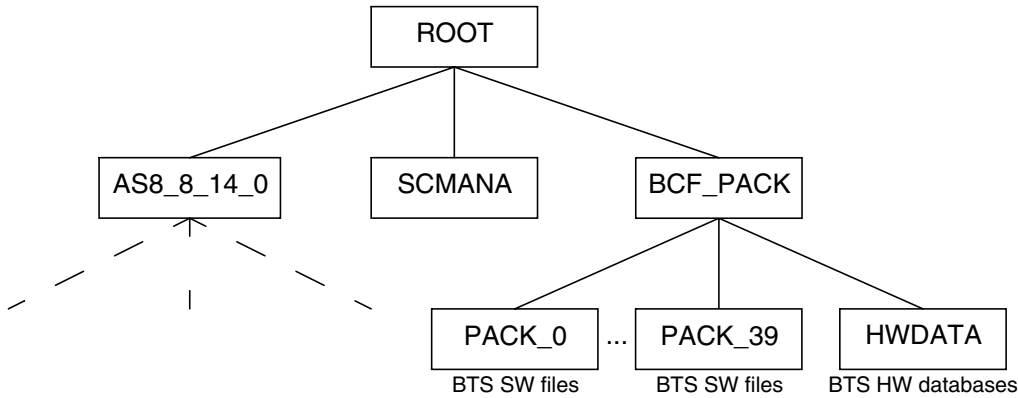 ROOT
AS8_8_14_0
SCMANA
BCF_PACK
PACK_0
...
PACK_39
HWDATA
BTS SW files
BTS SW files
BTS HW databases